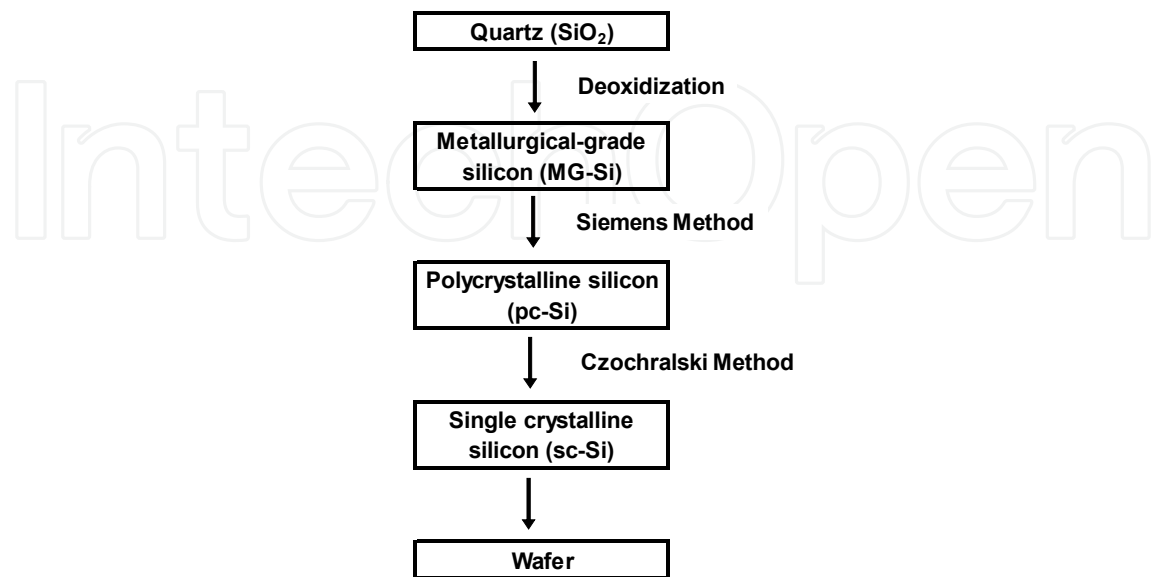 Quartz (SiO₂)
Deoxidization
Metallurgical-grade
silicon (MG-Si)
Siemens Method
Polycrystalline silicon
(pc-Si)
Czochralski Method
Single crystalline
silicon (sc-Si)
Wafer
IntechOpen